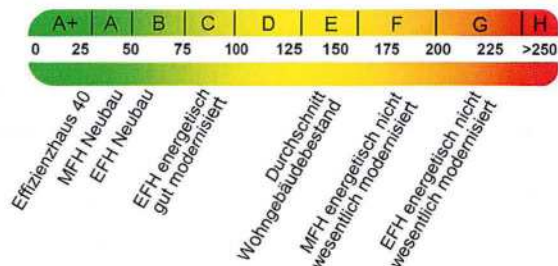 A+ A B C D E F G H
0 25 50 75 100 125 150 175 200 225 >250
Effizienzhaus 40
MFH Neubau
EFH Neubau
EFH energetisch
gut modernisiert
Durchschnitt
Wohngebäudebestand
MFH energetisch nicht
wesentlich modernisiert
EFH energetisch nicht
wesentlich modernisiert